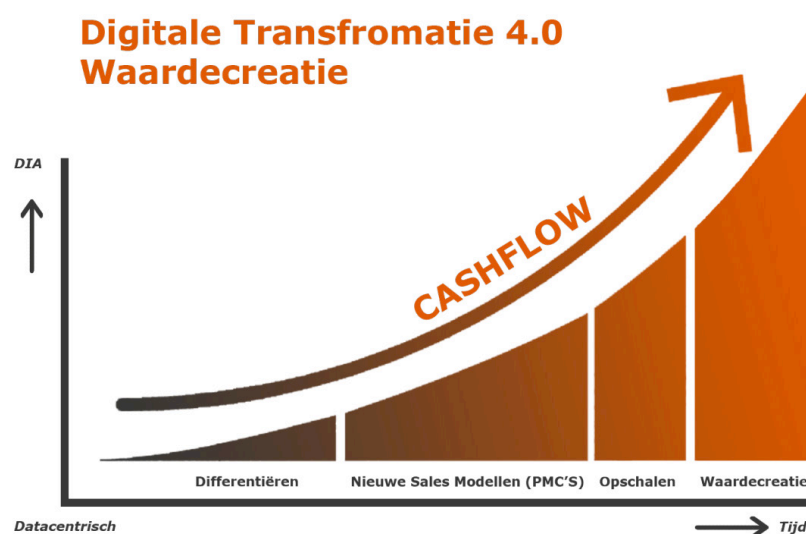 Digitale Transfromatie 4.0
Waardecreatie
DIA
CASHFLOW
Differentiëren
Nieuwe Sales Modellen (PMC'S)
Opschalen
Waardecreatie
Datacentrisch
Tijd